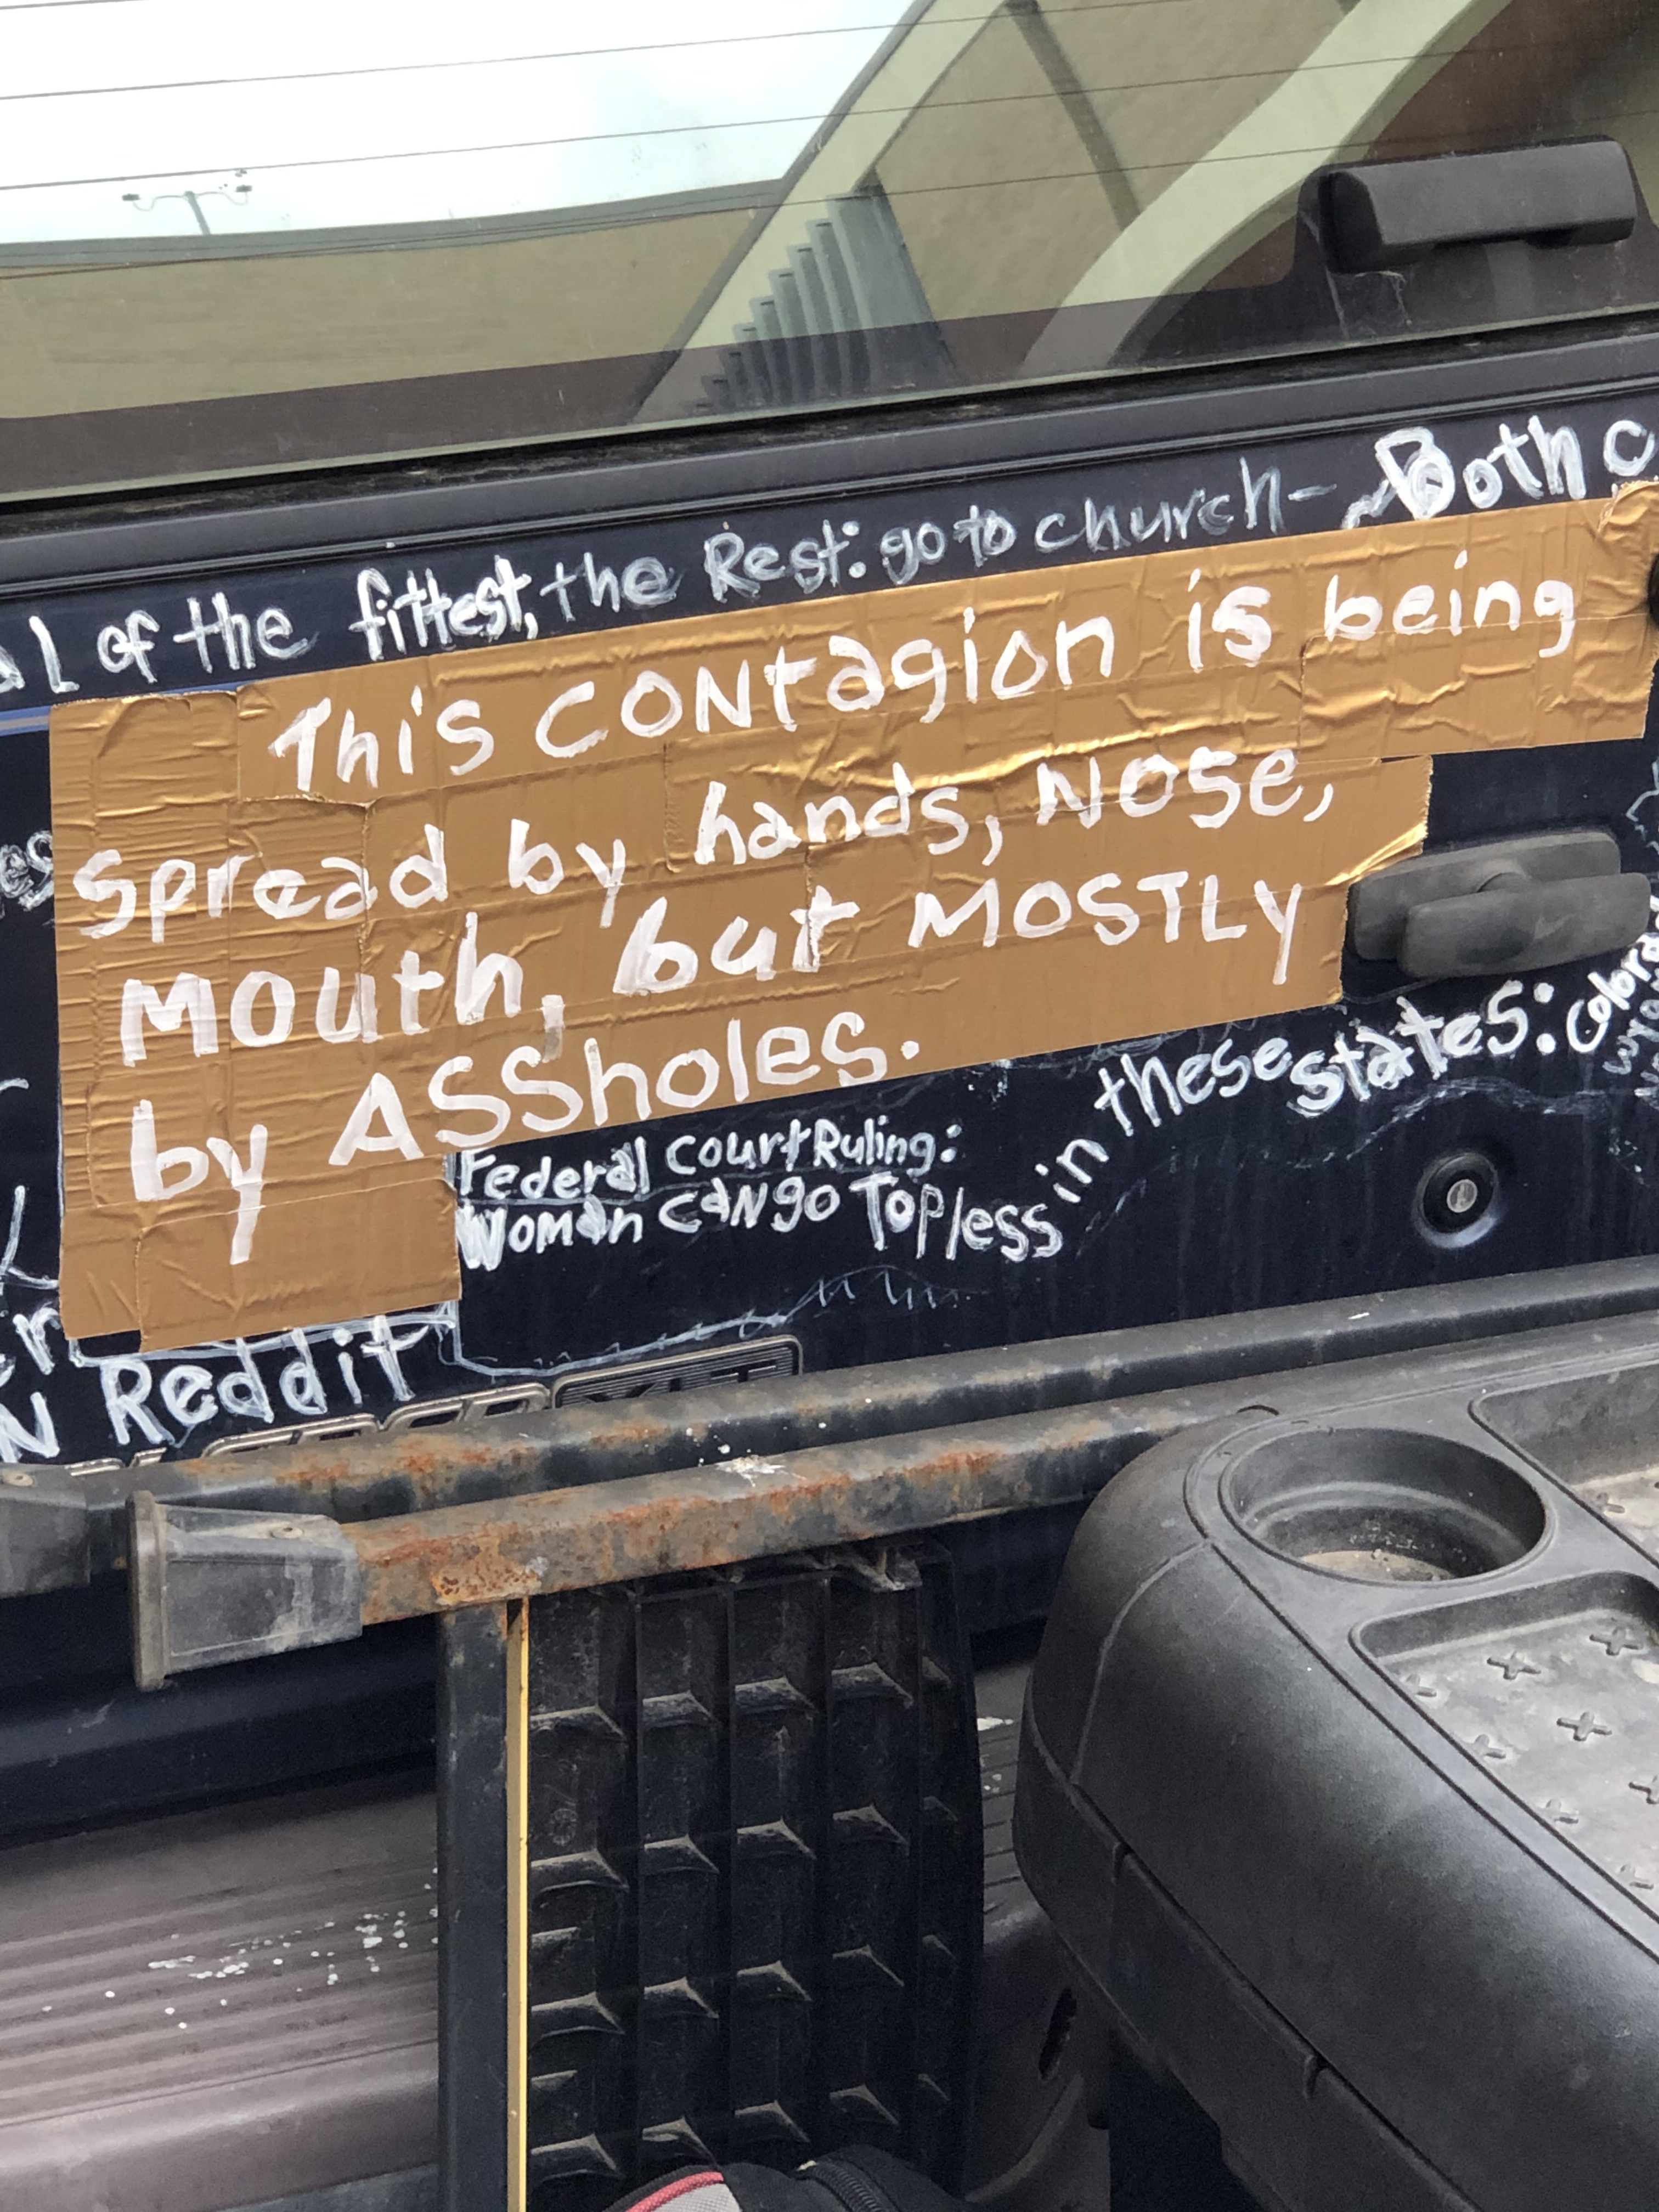 of the fittest, the Rest: go to church - Both
This CONtagion is being
spread by hands, NOSE,
MOuth, but MOSTLY
by ASSholes.
Federal Court Ruling:
Woman CAN go Topless in these states:
Reddit
XLT